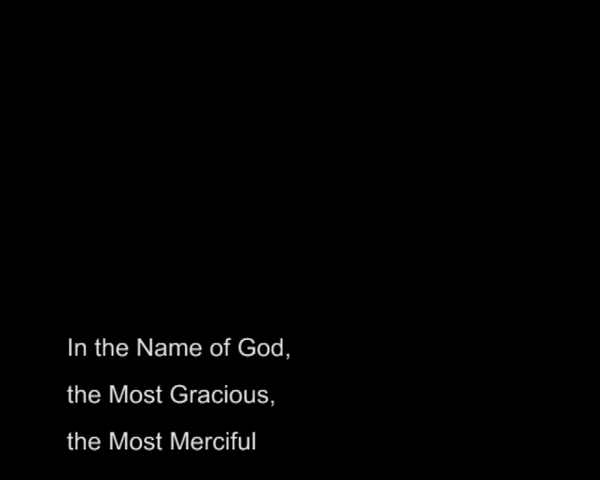 In the Name of God,
the Most Gracious,
the Most Merciful